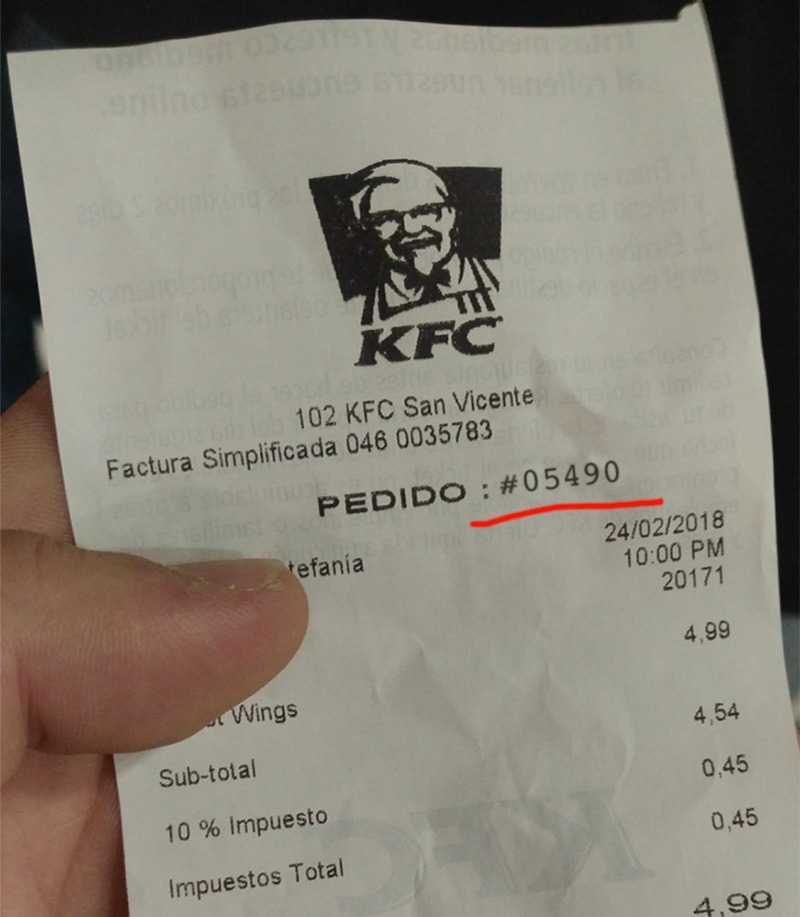 KFC
102 KFC San Vicente
Factura Simplificada 046 0035783
PEDIDO : #05490
tefanía 24/02/2018
10:00 PM
20171
4,99
Wings
Sub-total 4,54
10 % Impuesto 0,45
Impuestos Total 0,45
4,99